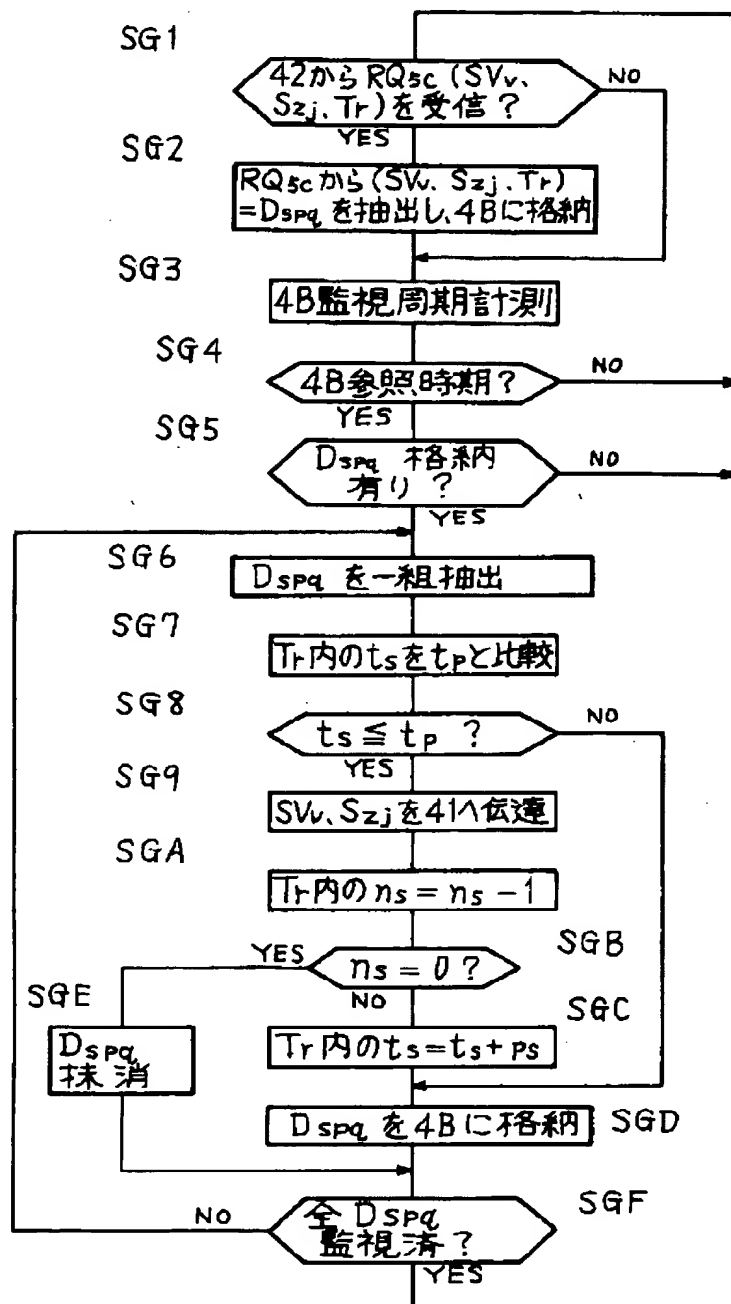 SG1
42からRQ5c(SVv、
Szj、Tr)を受信?
NO
YES
SG2
RQ5cから(SVv、Szj、Tr)
=Dspqを抽出し、4Bに格納
SG3
4B監視周期計測
SG4
4B参照時期?
NO
YES
SG5
Dspq 格納
有り?
NO
YES
SG6
Dspqを一組抽出
SG7
Tr内のtsをtpと比較
SG8
ts≦tp ?
NO
YES
SG9
SVv、Szjを41へ伝達
SGA
Tr内のns=ns-1
SGB
YES
ns=0?
NO
SGE
SGC
Dspq
抹消
Tr内のts=ts+ps
Dspqを4Bに格納
SGD
SGF
NO
全Dspq
監視済?
YES